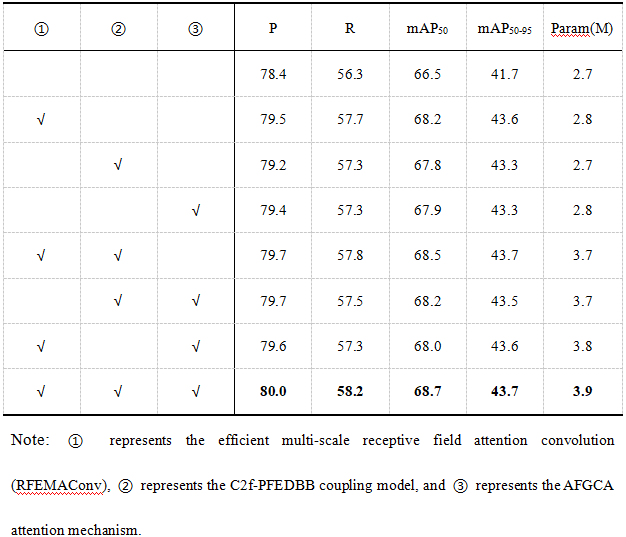 ① ② ③ P R mAP50 mAP50-95 Param(M)
78.4 56.3 66.5 41.7 2.7
√ 79.5 57.7 68.2 43.6 2.8
√ 79.2 57.3 67.8 43.3 2.7
√ 79.4 57.3 67.9 43.3 2.8
√ √ 79.7 57.8 68.5 43.7 3.7
√ √ 79.7 57.5 68.2 43.5 3.7
√ √ 79.6 57.3 68.0 43.6 3.8
√ √ √ 80.0 58.2 68.7 43.7 3.9
Note: ① represents the efficient multi-scale receptive field attention convolution
(RFEMAConv), ② represents the C2f-PFEDBB coupling model, and ③ represents the AFGCA
attention mechanism.